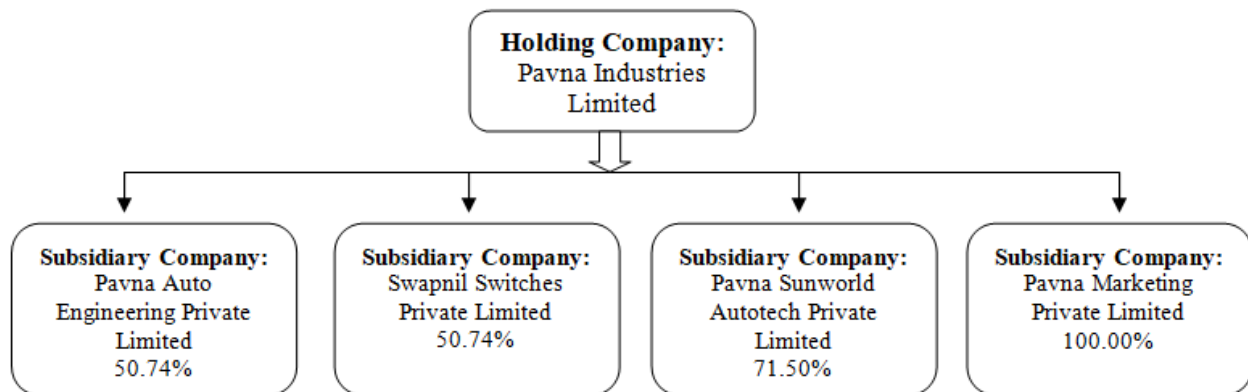 Holding Company:
Pavna Industries
Limited
Subsidiary Company:
Pavna Auto
Engineering Private
Limited
50.74%
Subsidiary Company:
Swapnil Switches
Private Limited
50.74%
Subsidiary Company:
Pavna Sunworld
Autotech Private
Limited
71.50%
Subsidiary Company:
Pavna Marketing
Private Limited
100.00%